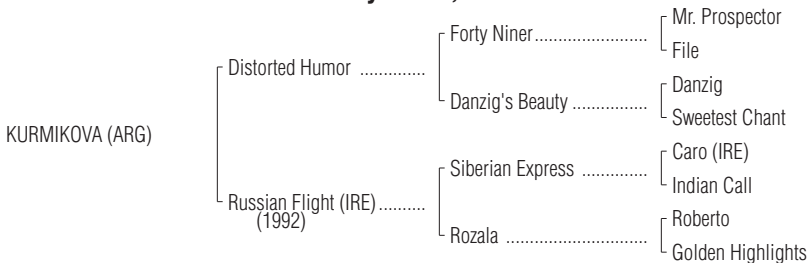 Mr. Prospector
Forty Niner..........................
File
Distorted Humor ...............
Danzig
Danzig's Beauty .................
Sweetest Chant
KURMIKOVA (ARG)
Caro (IRE)
Siberian Express ...............
Indian Call
Russian Flight (IRE)..........
(1992)
Roberto
Rozala ................................
Golden Highlights